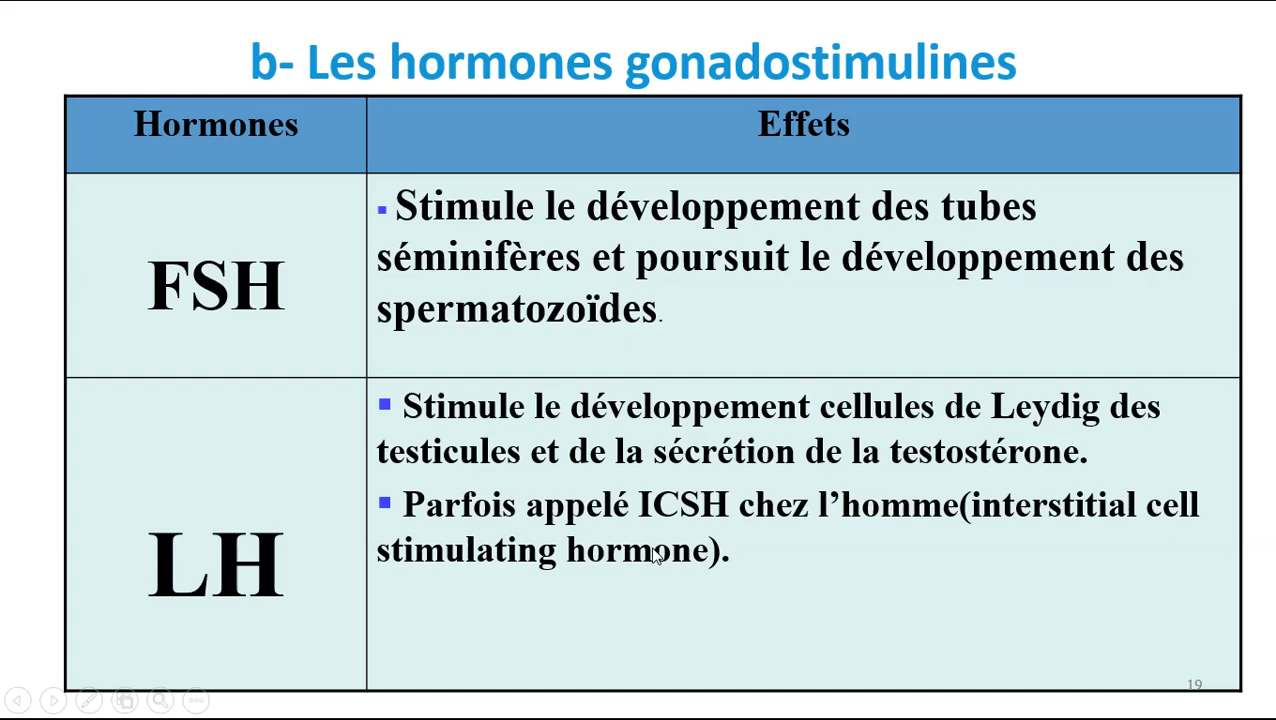 b- Les hormones gonadostimulines
Hormones
Effets
FSH
▪ Stimule le développement des tubes
séminifères et poursuit le développement des
spermatozoïdes.
LH
▪ Stimule le développement cellules de Leydig des
testicules et de la sécrétion de la testostérone.
▪ Parfois appelé ICSH chez l’homme(interstitial cell
stimulating hormone).
19